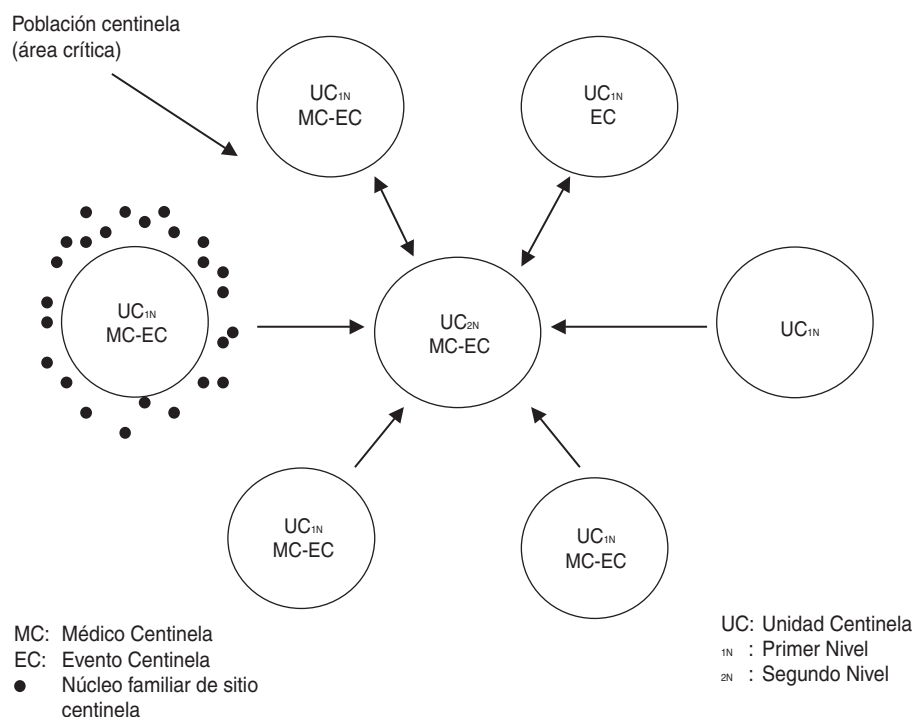 Población centinela
(área crítica)
UC1N
MC-EC
UC1N
EC
UC1N
MC-EC
UC2N
MC-EC
UC1N
UC1N
MC-EC
UC1N
MC-EC
MC: Médico Centinela
EC: Evento Centinela
● Núcleo familiar de sitio
centinela
UC: Unidad Centinela
1N : Primer Nivel
2N : Segundo Nivel